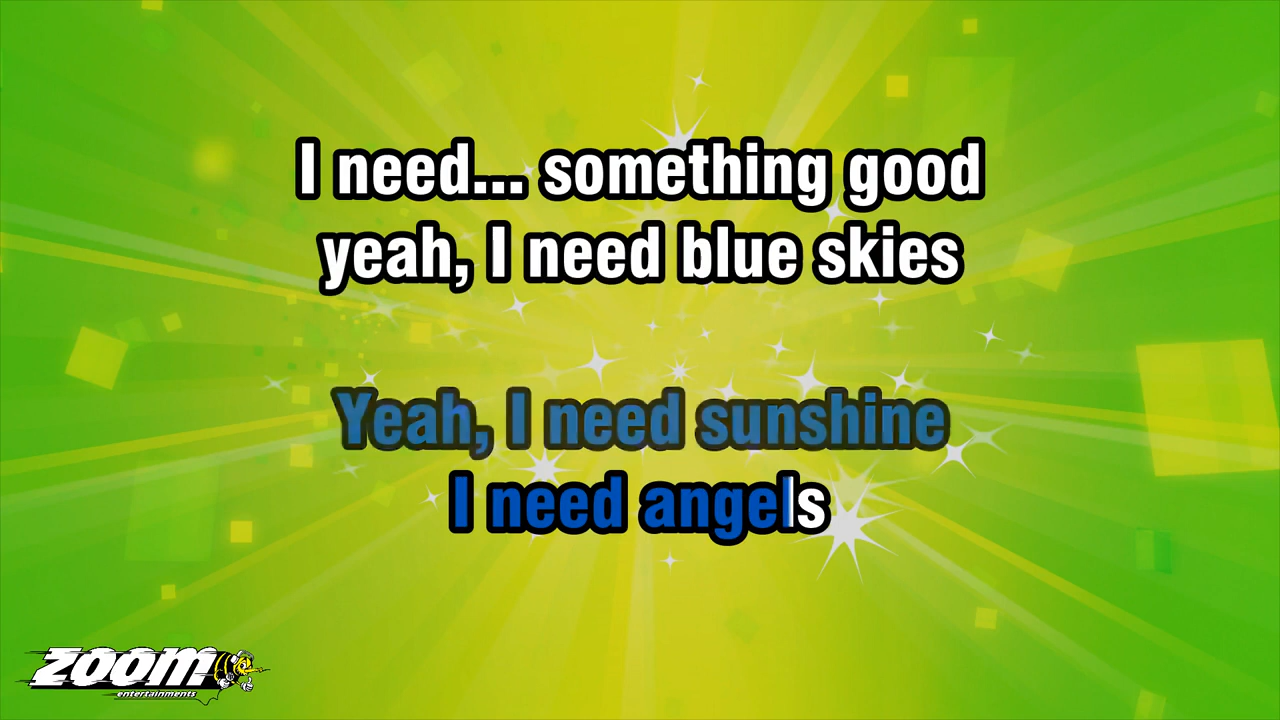 I need... something good
yeah, I need blue skies
Yeah, I need sunshine
I need angels
zoom
entertainments